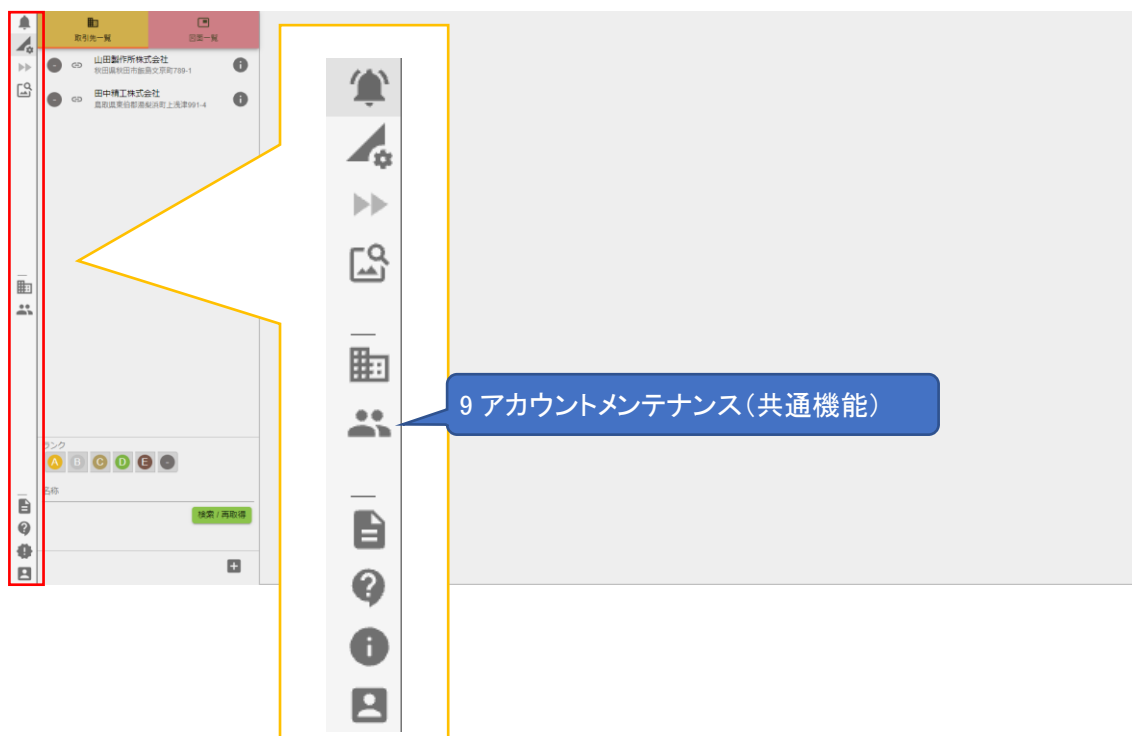 取引先一覧
図面一覧
山田製作所株式会社
秋田県秋田市飯島文京町789-1
田中精工株式会社
鳥取県東伯郡湯梨浜町上浅津991-4
ランク
A B C D E -
名称
検索 / 再取得
9 アカウントメンテナンス（共通機能）